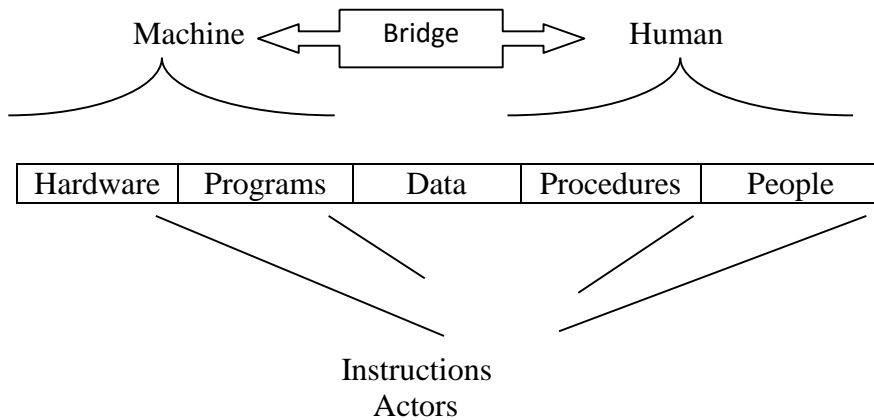 Machine Bridge Human
Hardware Programs Data Procedures People
Instructions
Actors